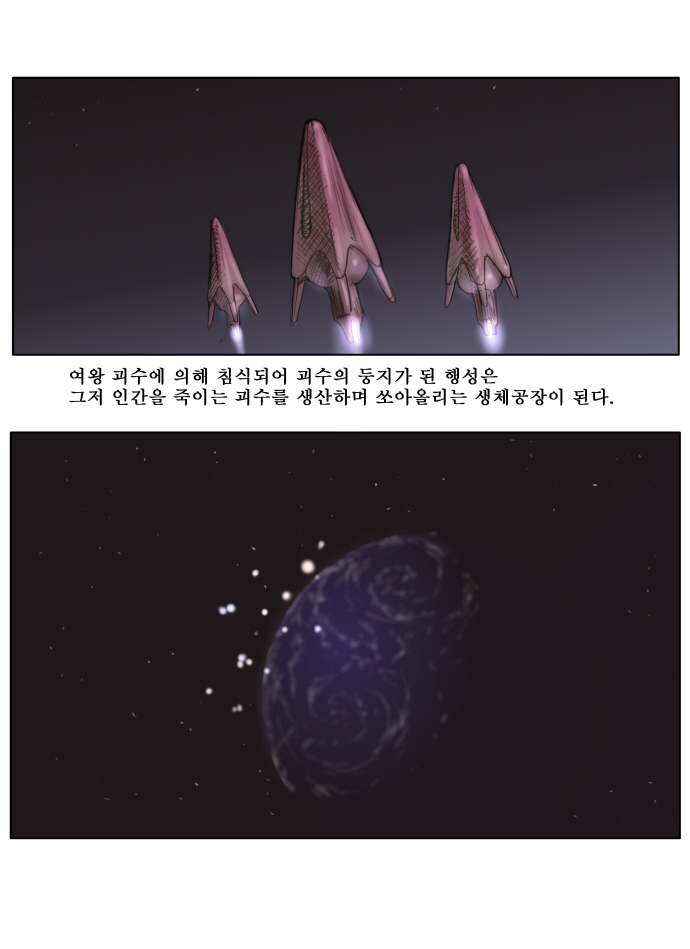 여왕 괴수에 의해 침식되어 괴수의 둥지가 된 행성은
그저 인간을 죽이는 괴수를 생산하며 쏘아올리는 생체공장이 된다.